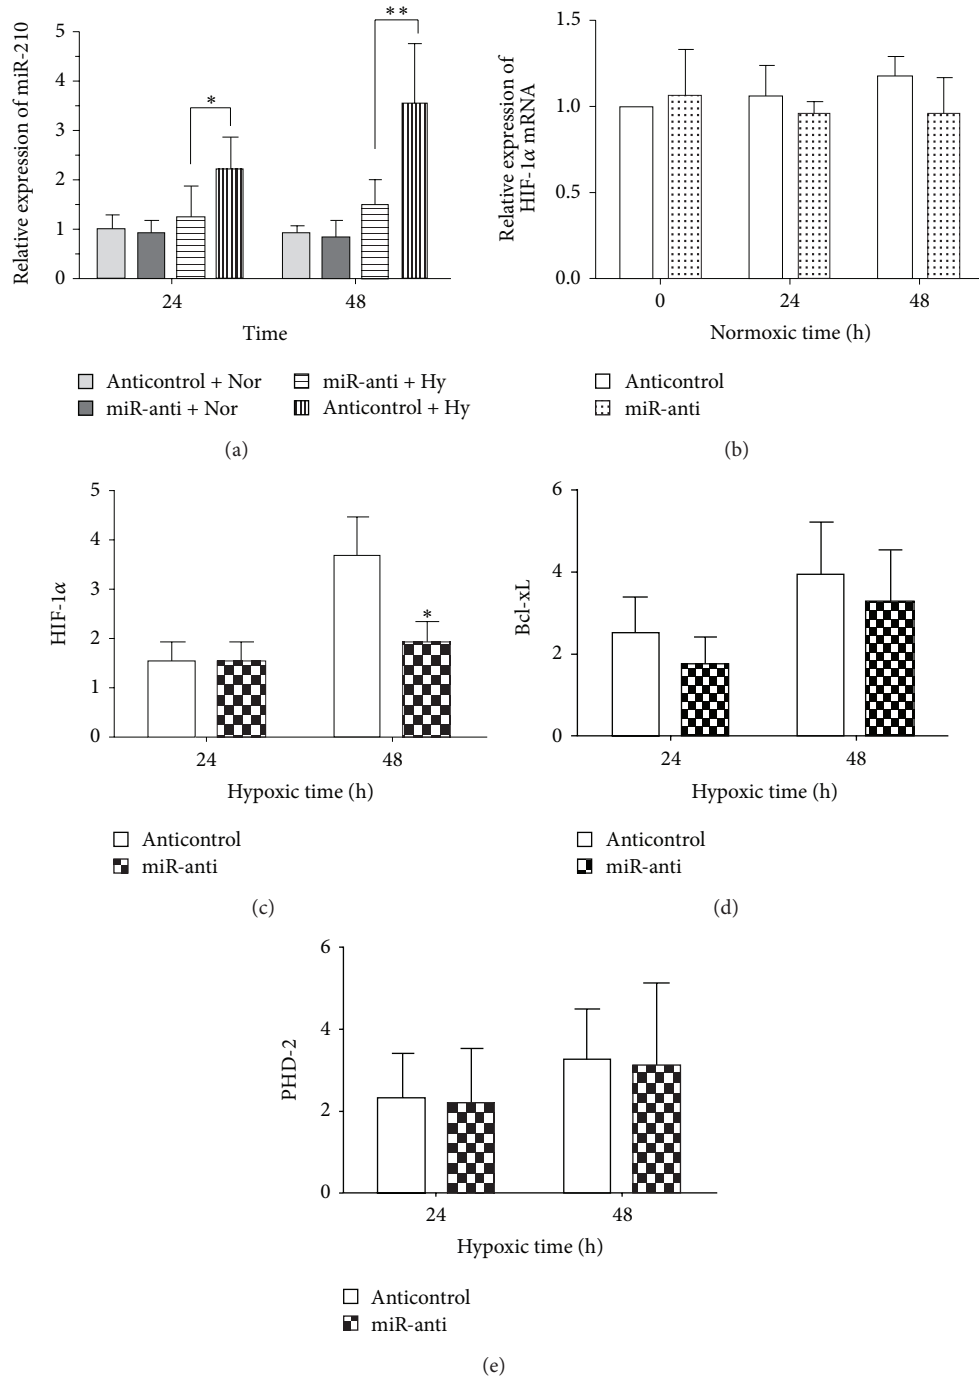 Relative expression of miR-210
5
4
3
2
1
0
*
**
24
48
Time
Anticontrol + Nor
miR-anti + Nor
miR-anti + Hy
Anticontrol + Hy
(a)
Relative expression of
HIF-1α mRNA
1.5
1.0
0.5
0.0
0
24
48
Normoxic time (h)
Anticontrol
miR-anti
(b)
HIF-1α
5
4
3
2
1
0
*
24
48
Hypoxic time (h)
Anticontrol
miR-anti
(c)
Bcl-xL
6
4
2
0
24
48
Hypoxic time (h)
Anticontrol
miR-anti
(d)
PHD-2
6
4
2
0
24
48
Hypoxic time (h)
Anticontrol
miR-anti
(e)